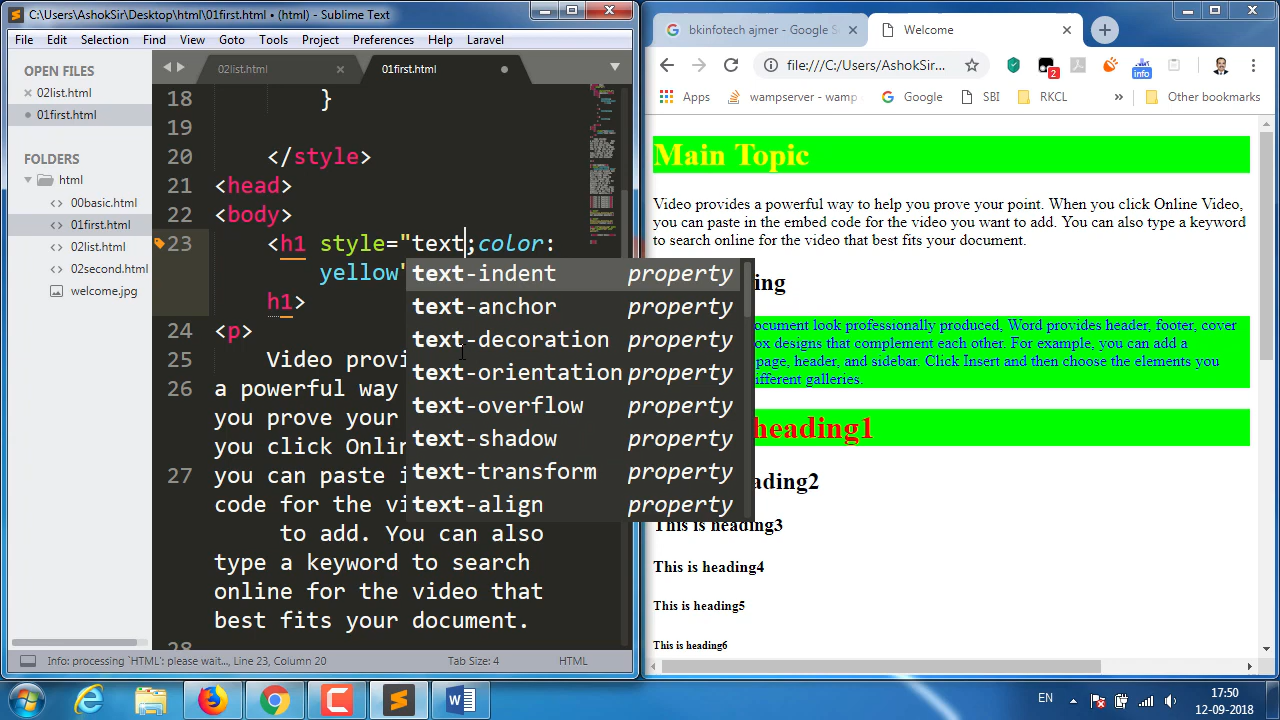 C:\Users\AshokSir\Desktop\html\01first.html • (html) - Sublime Text
File Edit Selection Find View Goto Tools Project Preferences Help Laravel
OPEN FILES
02list.html
01first.html
FOLDERS
html
00basic.html
01first.html
02list.html
02second.html
welcome.jpg
02list.html
01first.html
18 }
19
20 </style>
21 <head>
22 <body>
23 <h1 style="text;color:
yellow"
h1>
24 <p>
25 Video provi
26 a powerful way
you prove your
you click Onlin
27 you can paste i
code for the vi
to add. You can also
type a keyword to search
online for the video that
best fits your document.
28
text-indent property
text-anchor property
text-decoration property
text-orientation property
text-overflow property
text-shadow property
text-transform property
text-align property
Info: processing `HTML': please wait..., Line 23, Column 20
Tab Size: 4
HTML
bkinfotech ajmer - Google S
Welcome
file:///C:/Users/AshokSir...
2
info
Apps wampserver - wamp Google SBI RKCL » Other bookmarks
Main Topic
Video provides a powerful way to help you prove your point. When you click Online Video,
you can paste in the embed code for the video you want to add. You can also type a keyword
to search online for the video that best fits your document.
ing
ocument look professionally produced, Word provides header, footer, cover
ox designs that complement each other. For example, you can add a
page, header, and sidebar. Click Insert and then choose the elements you
ifferent galleries.
heading1
ading2
This is heading3
This is heading4
This is heading5
This is heading6
EN
17:50
12-09-2018